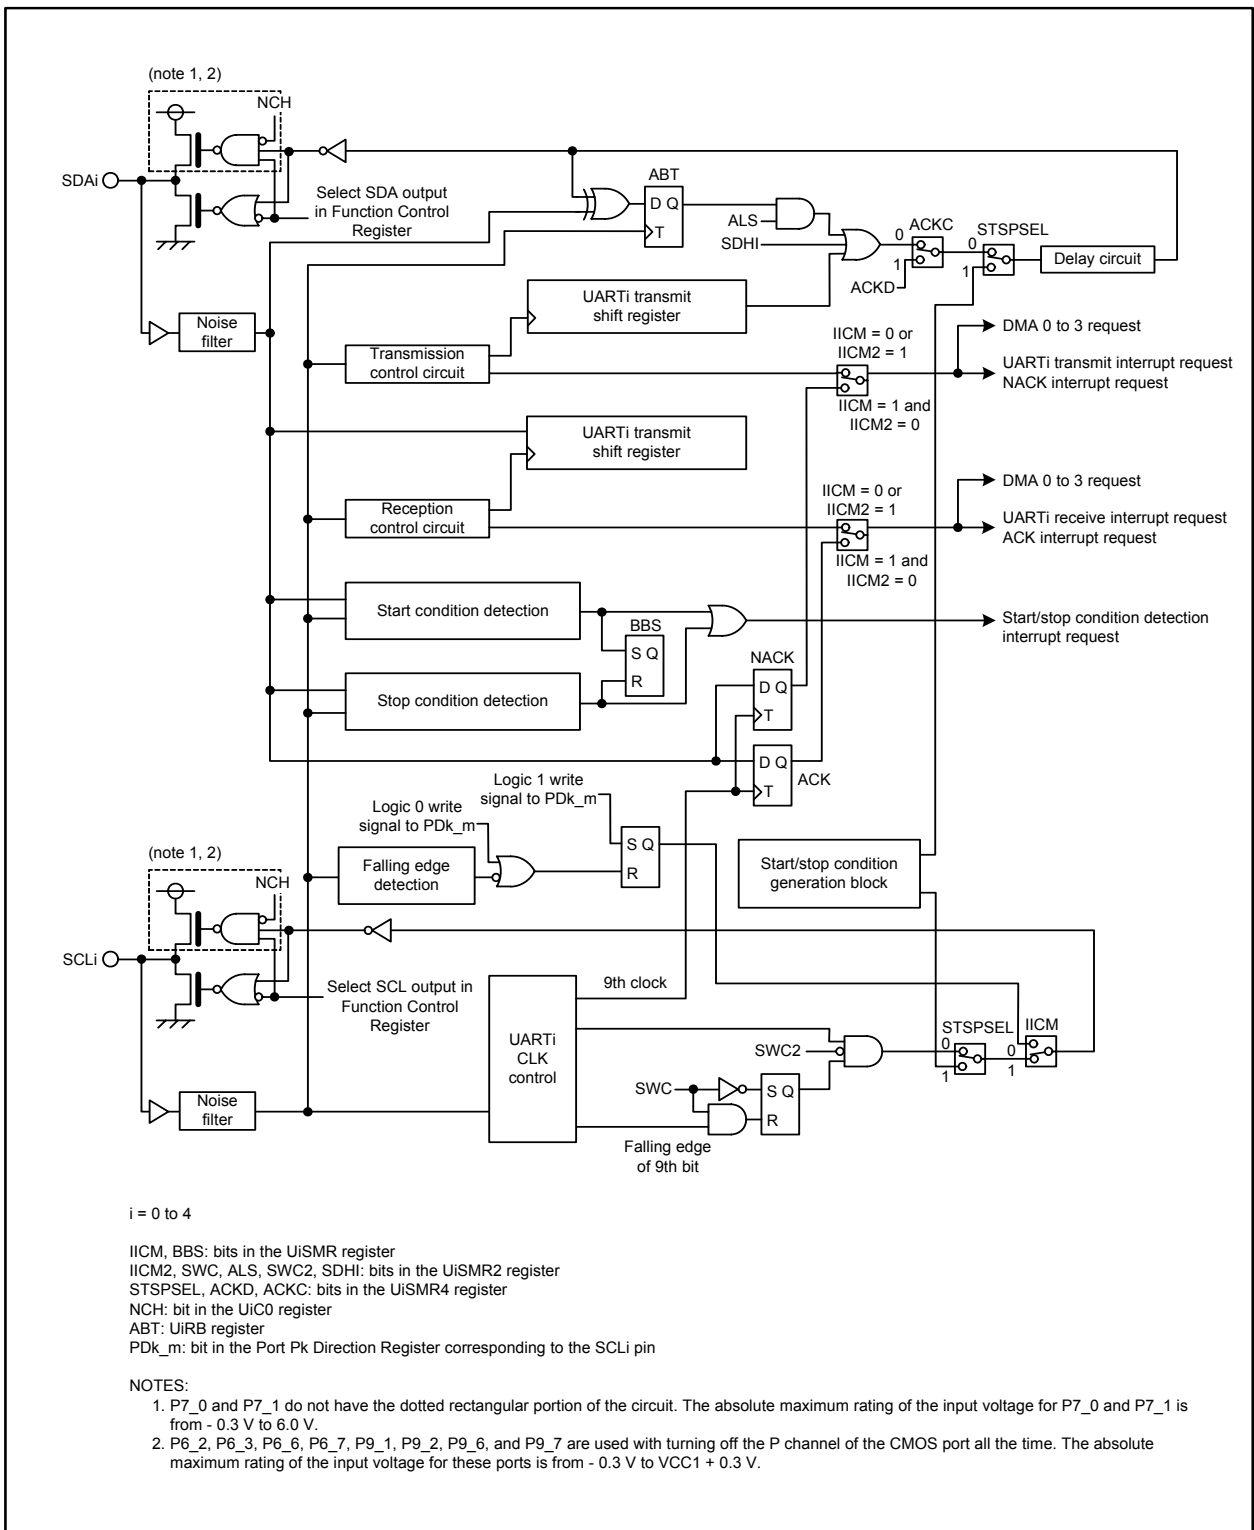 (note 1, 2)
NCH
SDAi
Select SDA output
in Function Control
Register
ABT
D Q
T
ALS
SDHI
ACKC
0
1
ACKD
STSPSEL
0
1
Delay circuit
Noise
filter
UARTi transmit
shift register
Transmission
control circuit
IICM = 0 or
IICM2 = 1
IICM = 1 and
IICM2 = 0
DMA 0 to 3 request
UARTi transmit interrupt request
NACK interrupt request
UARTi transmit
shift register
Reception
control circuit
IICM = 0 or
IICM2 = 1
IICM = 1 and
IICM2 = 0
DMA 0 to 3 request
UARTi receive interrupt request
ACK interrupt request
Start condition detection
BBS
S Q
R
Start/stop condition detection
interrupt request
Stop condition detection
NACK
D Q
T
D Q
T
ACK
Logic 1 write
signal to PDk_m
Logic 0 write
signal to PDk_m
S Q
R
Falling edge
detection
Start/stop condition
generation block
(note 1, 2)
NCH
SCLi
Select SCL output in
Function Control
Register
9th clock
UARTi
CLK
control
SWC2
SWC
S Q
R
Falling edge
of 9th bit
STSPSEL
0
1
IICM
0
1
Noise
filter
i = 0 to 4
IICM, BBS: bits in the UiSMR register
IICM2, SWC, ALS, SWC2, SDHI: bits in the UiSMR2 register
STSPSEL, ACKD, ACKC: bits in the UiSMR4 register
NCH: bit in the UiC0 register
ABT: UiRB register
PDk_m: bit in the Port Pk Direction Register corresponding to the SCLi pin
NOTES:
1. P7_0 and P7_1 do not have the dotted rectangular portion of the circuit. The absolute maximum rating of the input voltage for P7_0 and P7_1 is
from - 0.3 V to 6.0 V.
2. P6_2, P6_3, P6_6, P6_7, P9_1, P9_2, P9_6, and P9_7 are used with turning off the P channel of the CMOS port all the time. The absolute
maximum rating of the input voltage for these ports is from - 0.3 V to VCC1 + 0.3 V.